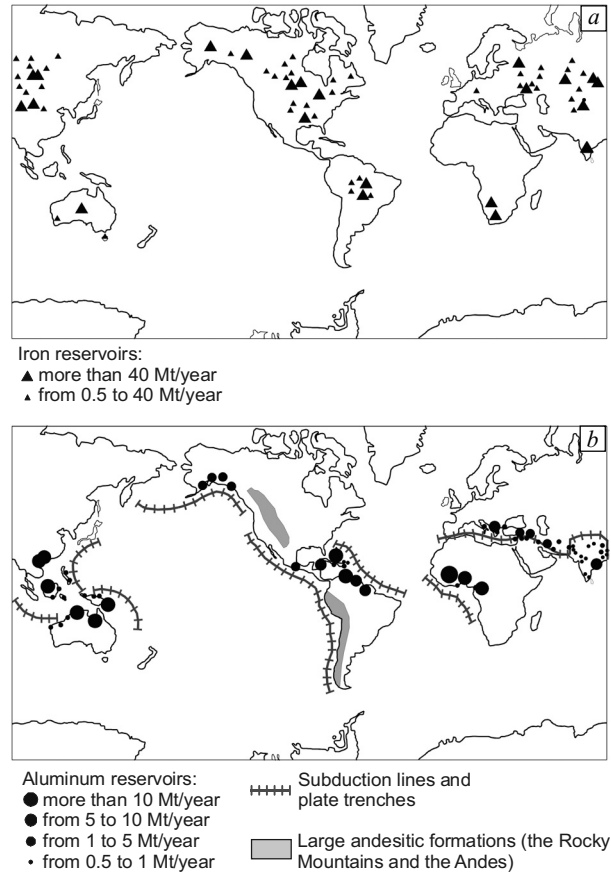 a
Iron reservoirs:
more than 40 Mt/year
from 0.5 to 40 Mt/year
b
Aluminum reservoirs:
more than 10 Mt/year
from 5 to 10 Mt/year
from 1 to 5 Mt/year
from 0.5 to 1 Mt/year
Subduction lines and
plate trenches
Large andesitic formations (the Rocky
Mountains and the Andes)